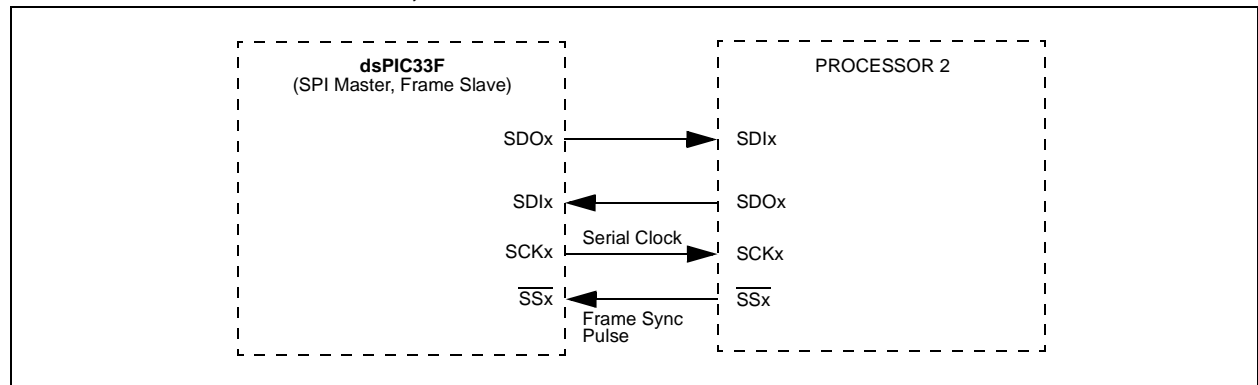 dsPIC33F
(SPI Master, Frame Slave)
PROCESSOR 2
SDOx
SDIx
SDIx
SDOx
Serial Clock
SCKx
SCKx
SSx
SSx
Frame Sync
Pulse